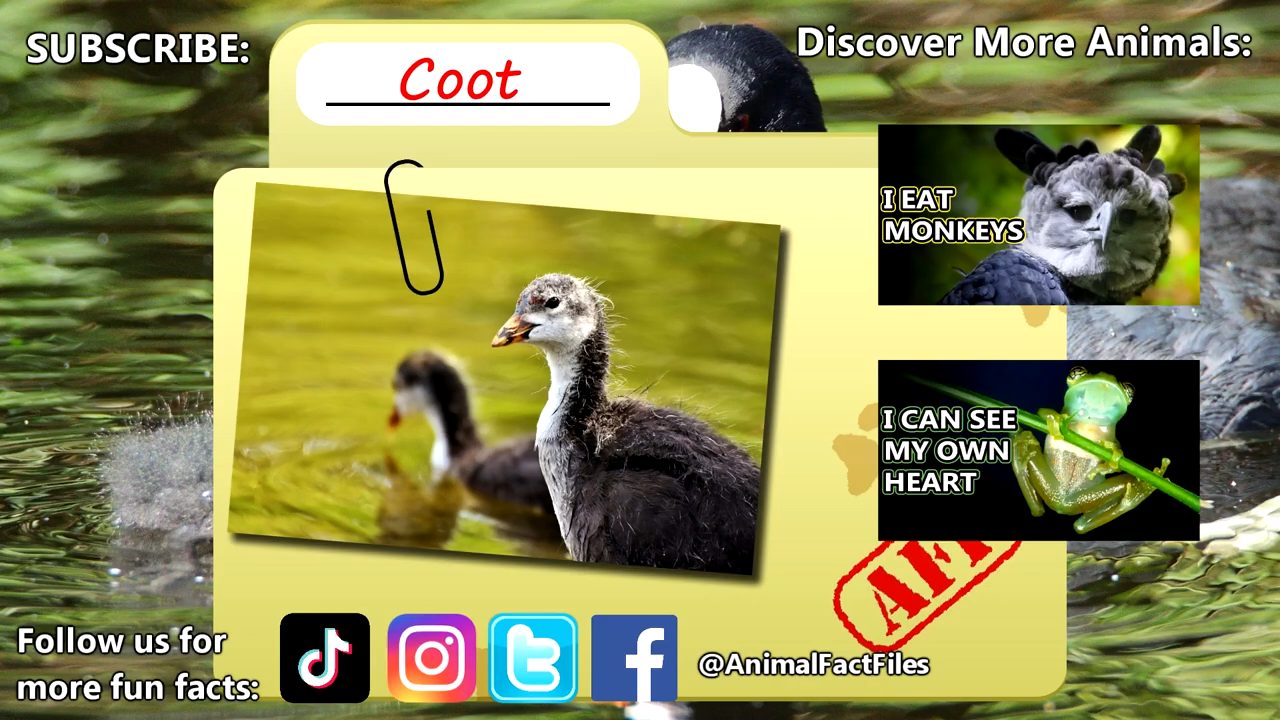 SUBSCRIBE:
Coot
Discover More Animals:
I EAT
MONKEYS
I CAN SEE
MY OWN
HEART
Follow us for
more fun facts:
@AnimalFactFiles